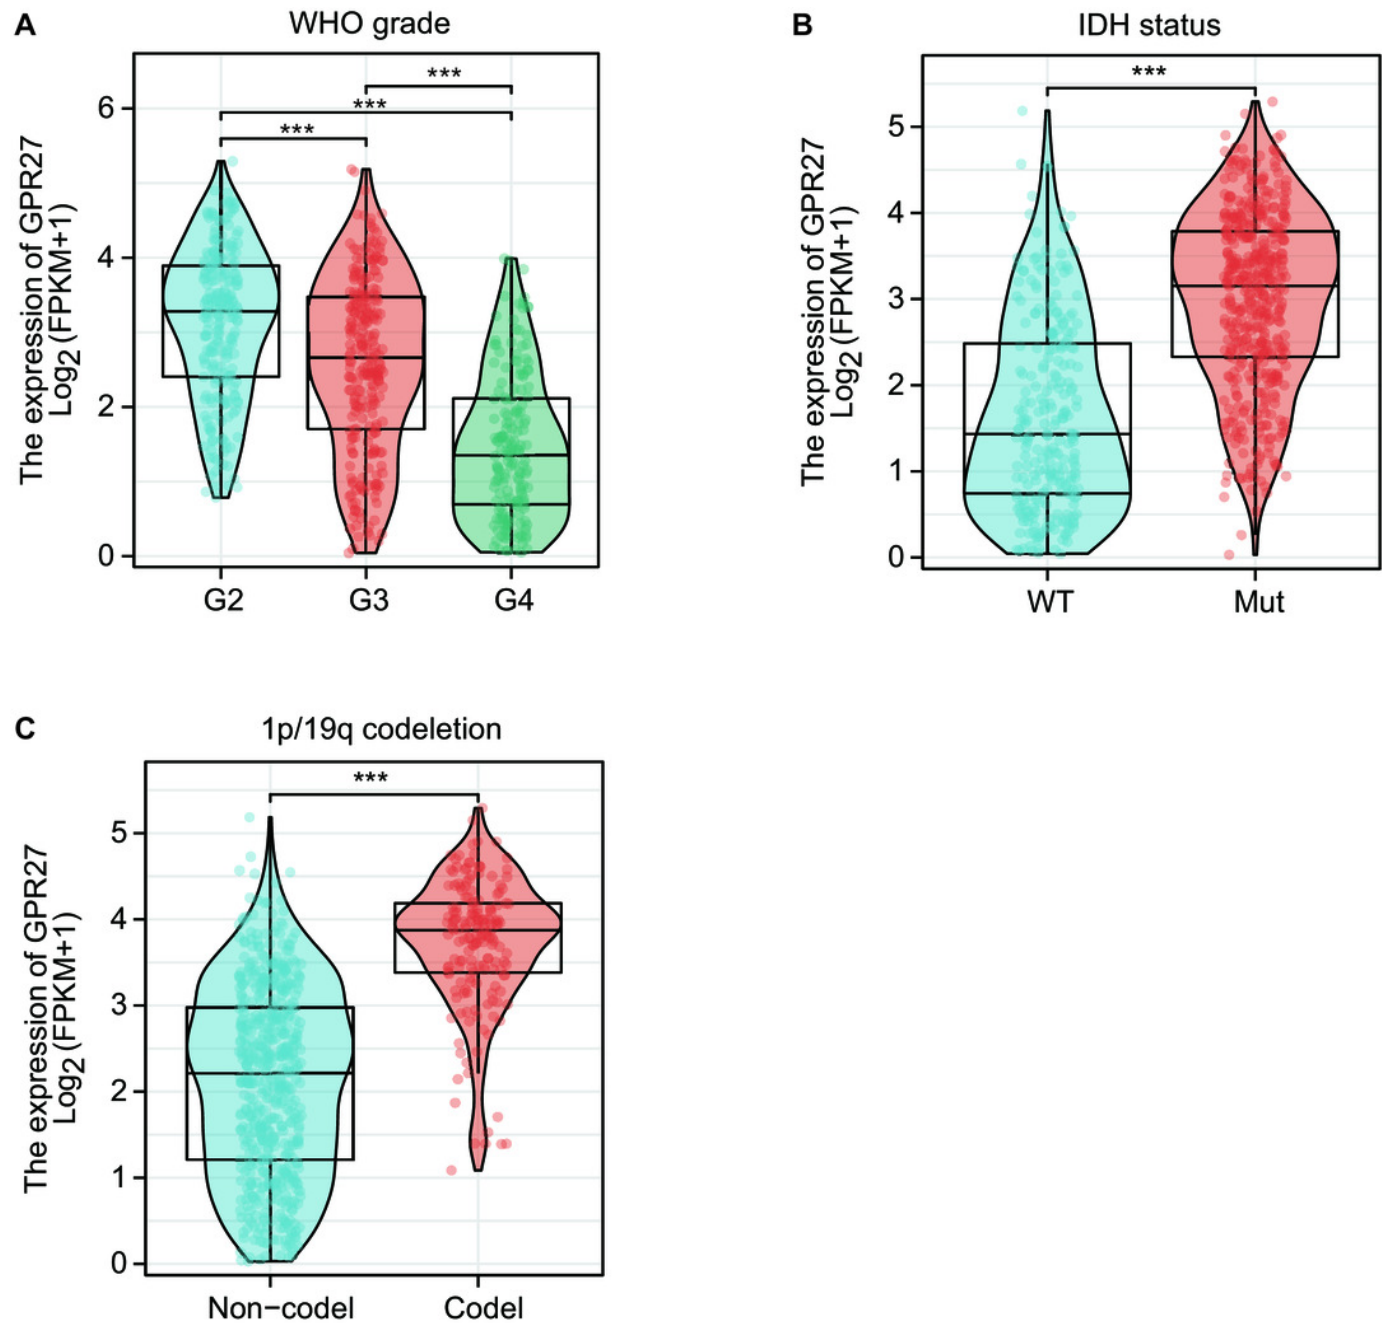 A
WHO grade
The expression of GPR27
Log2 (FPKM+1)
6
4
2
0
***
***
***
G2
G3
G4
B
IDH status
The expression of GPR27
Log2 (FPKM+1)
5
4
3
2
1
0
***
WT
Mut
C
1p/19q codeletion
The expression of GPR27
Log2 (FPKM+1)
5
4
3
2
1
0
***
Non−codel
Codel